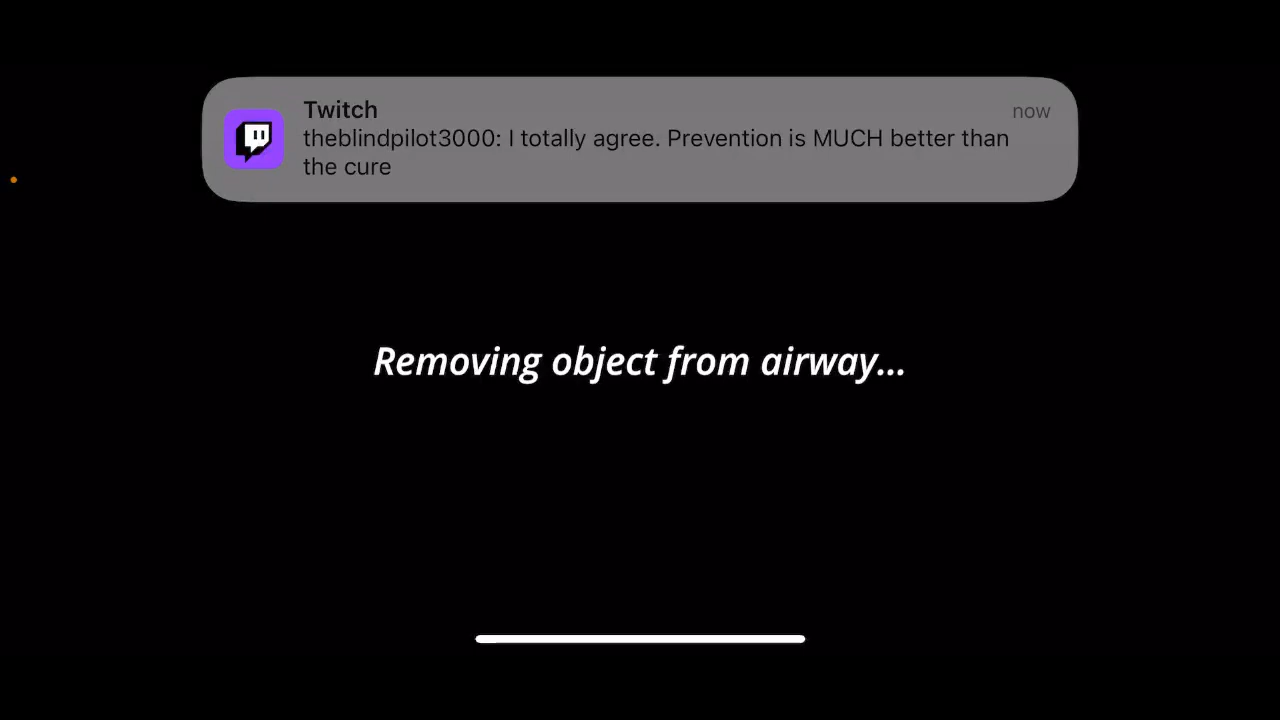 Twitch
now
theblindpilot3000: I totally agree. Prevention is MUCH better than
the cure
Removing object from airway...